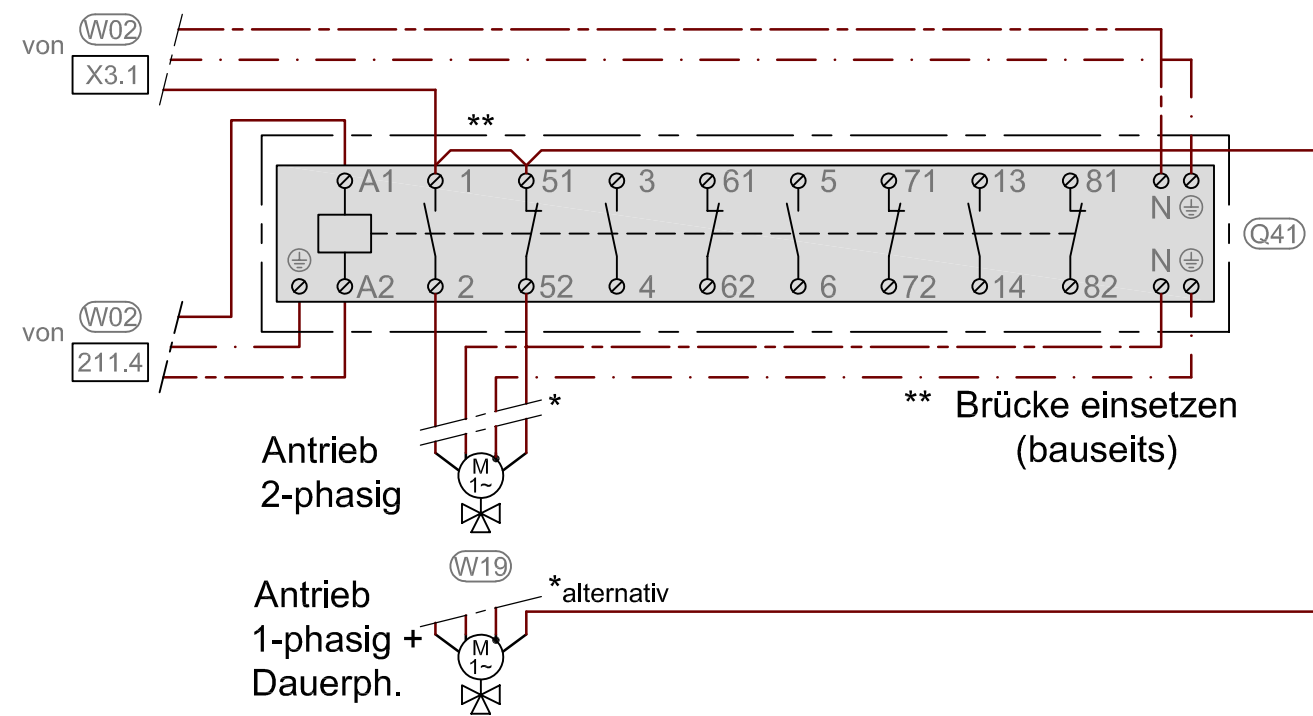 von W02
X3.1
**
A1 1 51 3 61 5 71 13 81
N
Q41
N
A2 2 52 4 62 6 72 14 82
von W02
211.4
*
** Brücke einsetzen
(bauseits)
Antrieb
2-phasig
M
1~
W19
*alternativ
Antrieb
1-phasig +
Dauerph.
M
1~